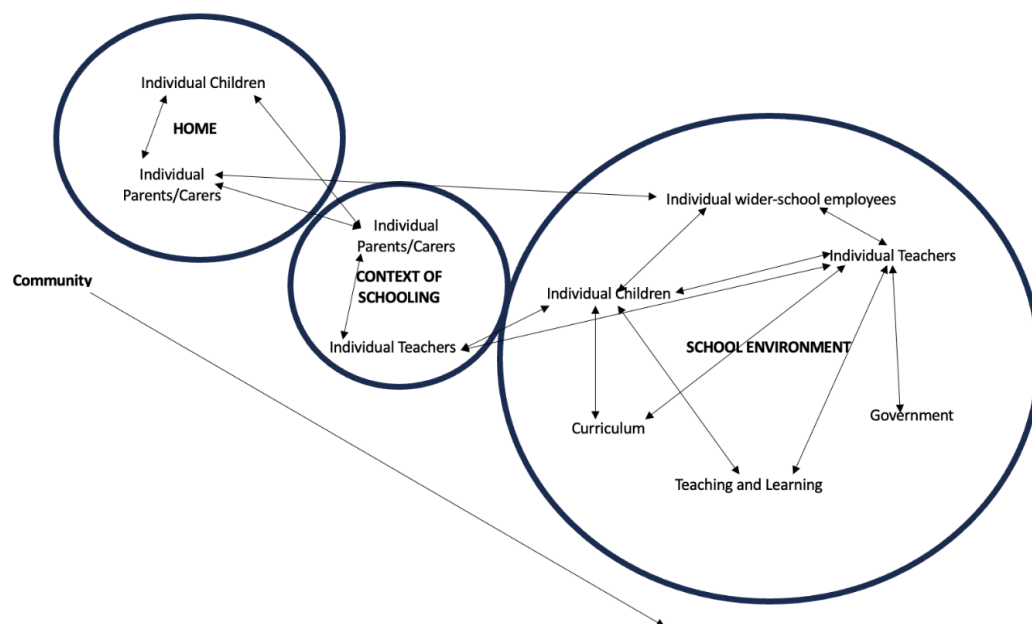 Individual Children
HOME
Individual
Parents/Carers
Individual wider-school employees
Individual
Parents/Carers
Individual Teachers
Community
CONTEXT OF
SCHOOLING
Individual Children
Individual Teachers
SCHOOL ENVIRONMENT
Government
Curriculum
Teaching and Learning